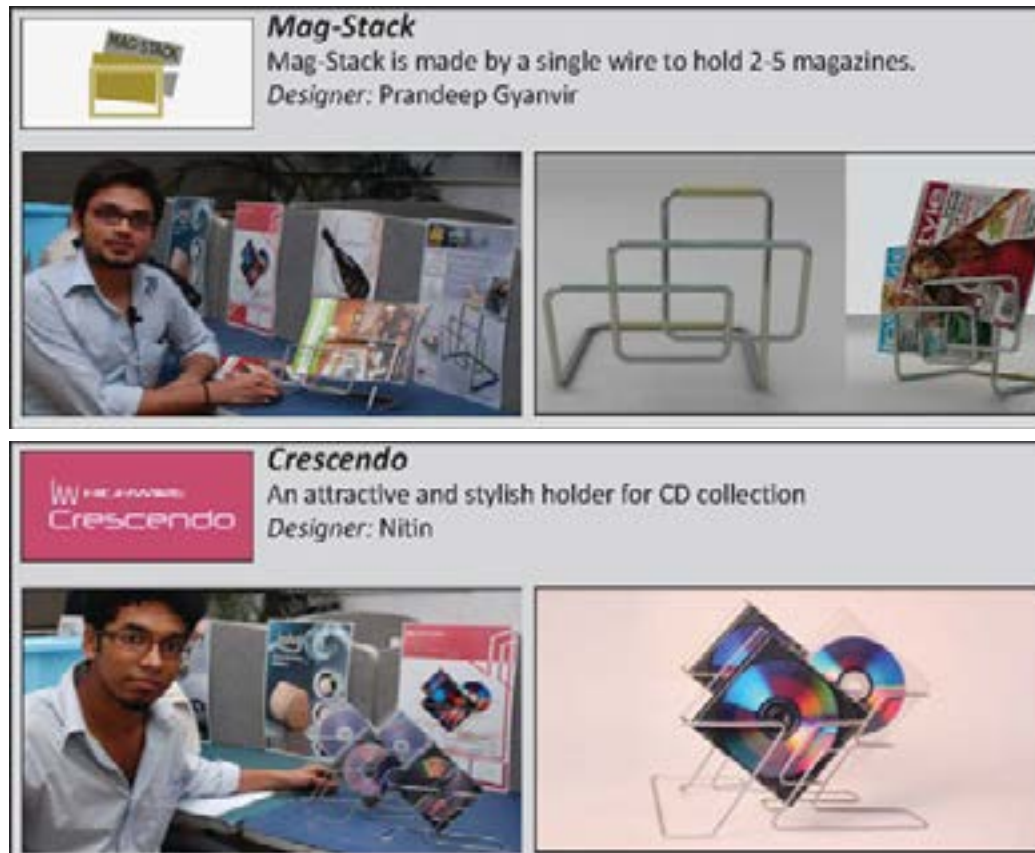 MAG-STACK
Mag-Stack
Mag-Stack is made by a single wire to hold 2-5 magazines.
Designer: Prandeep Gyanvir
Crescendo
Crescendo
An attractive and stylish holder for CD collection
Designer: Nitin